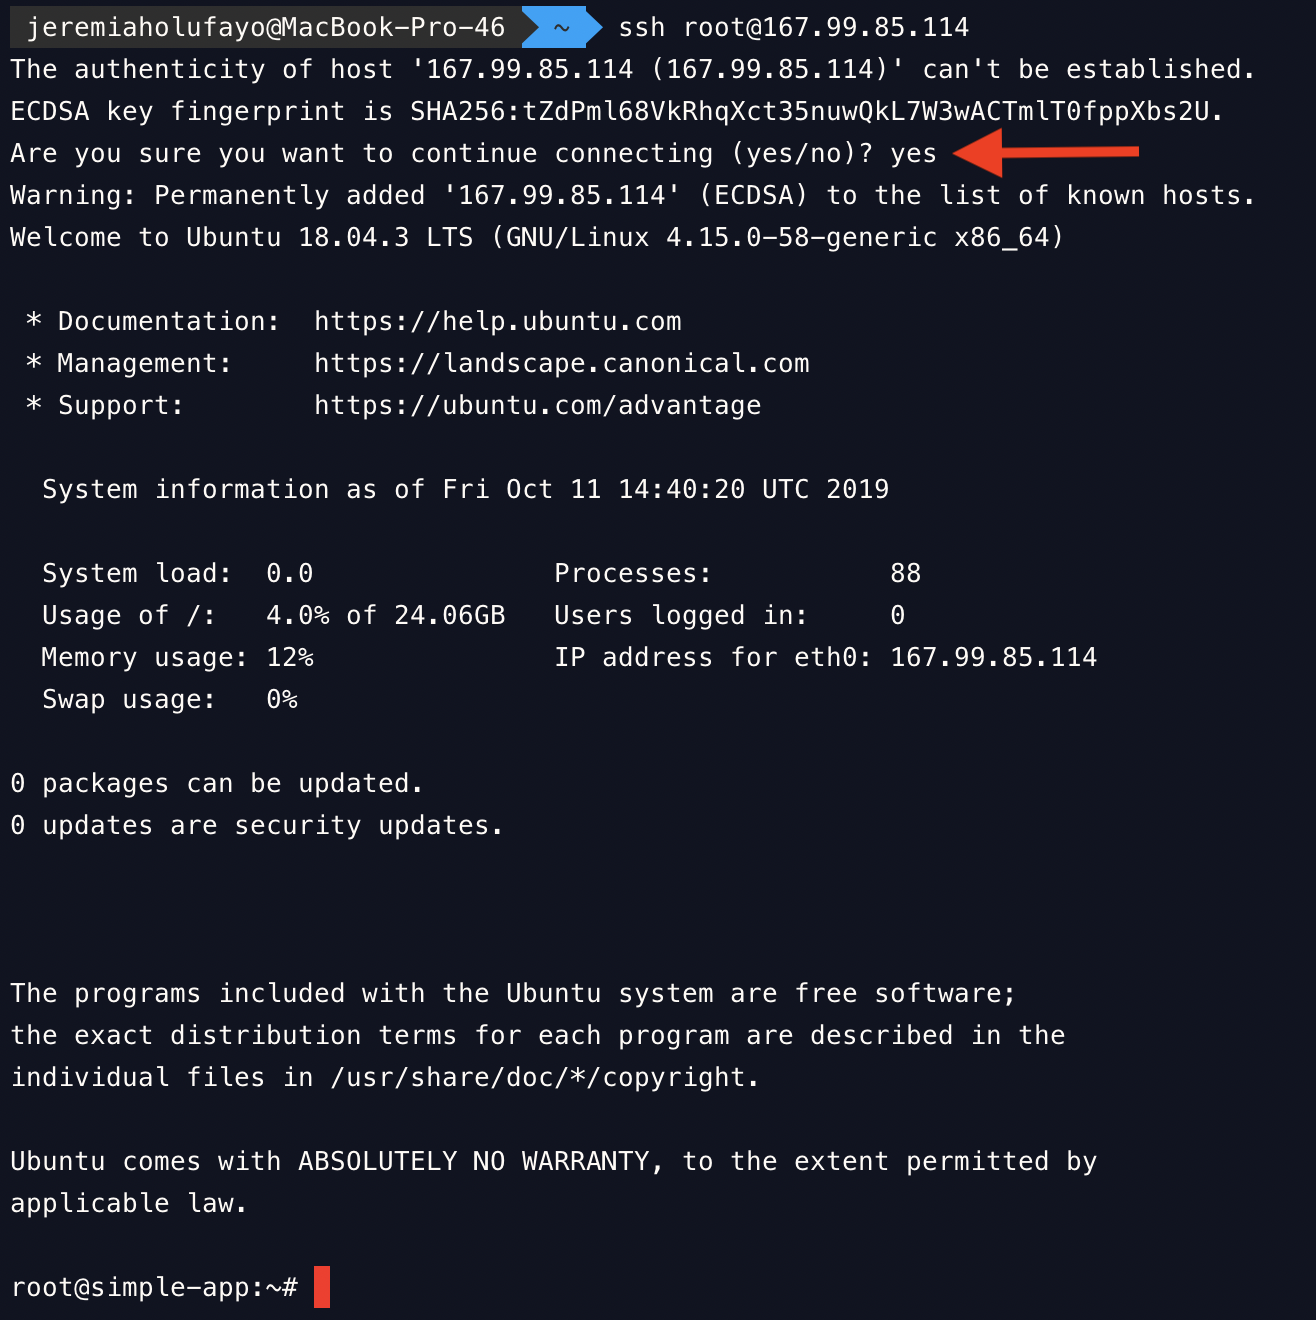 jeremiaholufayo@MacBook-Pro-46 ~ ssh root@167.99.85.114
The authenticity of host '167.99.85.114 (167.99.85.114)' can't be established.
ECDSA key fingerprint is SHA256:tZdPml68VkRhqXct35nuwQkL7W3wACTmlT0fppXbs2U.
Are you sure you want to continue connecting (yes/no)? yes
Warning: Permanently added '167.99.85.114' (ECDSA) to the list of known hosts.
Welcome to Ubuntu 18.04.3 LTS (GNU/Linux 4.15.0-58-generic x86_64)

 * Documentation:  https://help.ubuntu.com
 * Management:     https://landscape.canonical.com
 * Support:        https://ubuntu.com/advantage

  System information as of Fri Oct 11 14:40:20 UTC 2019

  System load:  0.0               Processes:           88
  Usage of /:   4.0% of 24.06GB   Users logged in:     0
  Memory usage: 12%               IP address for eth0: 167.99.85.114
  Swap usage:   0%

0 packages can be updated.
0 updates are security updates.

The programs included with the Ubuntu system are free software;
the exact distribution terms for each program are described in the
individual files in /usr/share/doc/*/copyright.

Ubuntu comes with ABSOLUTELY NO WARRANTY, to the extent permitted by
applicable law.

root@simple-app:~#